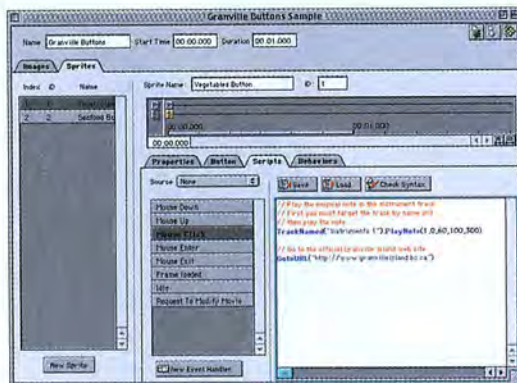 Granville Buttons Sample
Name Granville Buttons Start Time 00:00.000 Duration 00:01.000
Images Sprites
Index ID Name
2 2 Seafood Bu
Sprite Name Vegetables Button ID: 1
00:00.000 00:01.000
00:00.000
Properties Button Scripts Behaviors
Source None
Save Load Check Syntax
Mouse Down
Mouse Up
Mouse Click
Mouse Enter
Mouse Exit
Frame loaded
Idle
Request To Modify Movie
New Event Handler
// Play the musical note in the instrument track
// First you must target the track by name and
// then play the note
TrackNamed("Instruments 1").PlayNote(1,0,60,100,300)
// Go to the official Granville Island web site
GotoURL("http://www.granvilleisland.bc.ca")
New Sprite